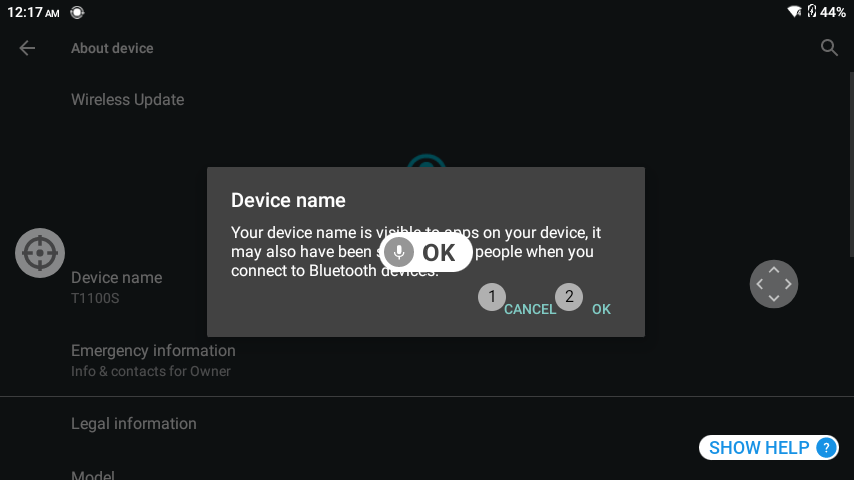 12:17 AM
44%
About device
Wireless Update
Device name
Your device name is visible to apps on your device, it
may also have been people when you
OK
connect to Bluetooth devices.
1
CANCEL
2
OK
Device name
T1100S
Emergency information
Info & contacts for Owner
Legal information
SHOW HELP ?
Model